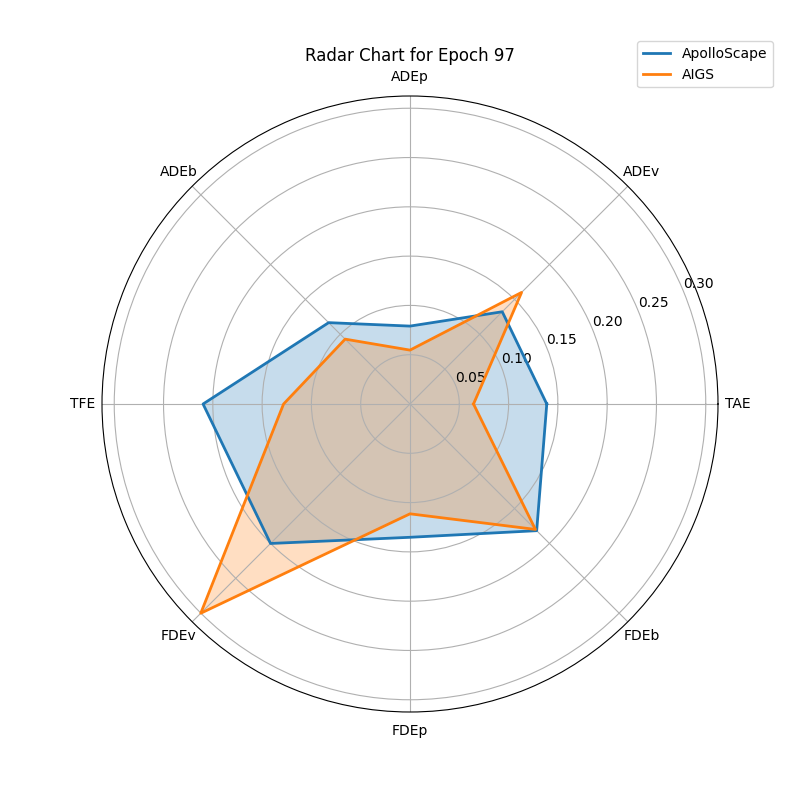 Radar Chart for Epoch 97
ApolloScape
AIGS
ADEp
ADEb
ADEv
0.30
0.25
0.20
0.15
0.10
0.05
TFE
TAE
FDEv
FDEb
FDEp